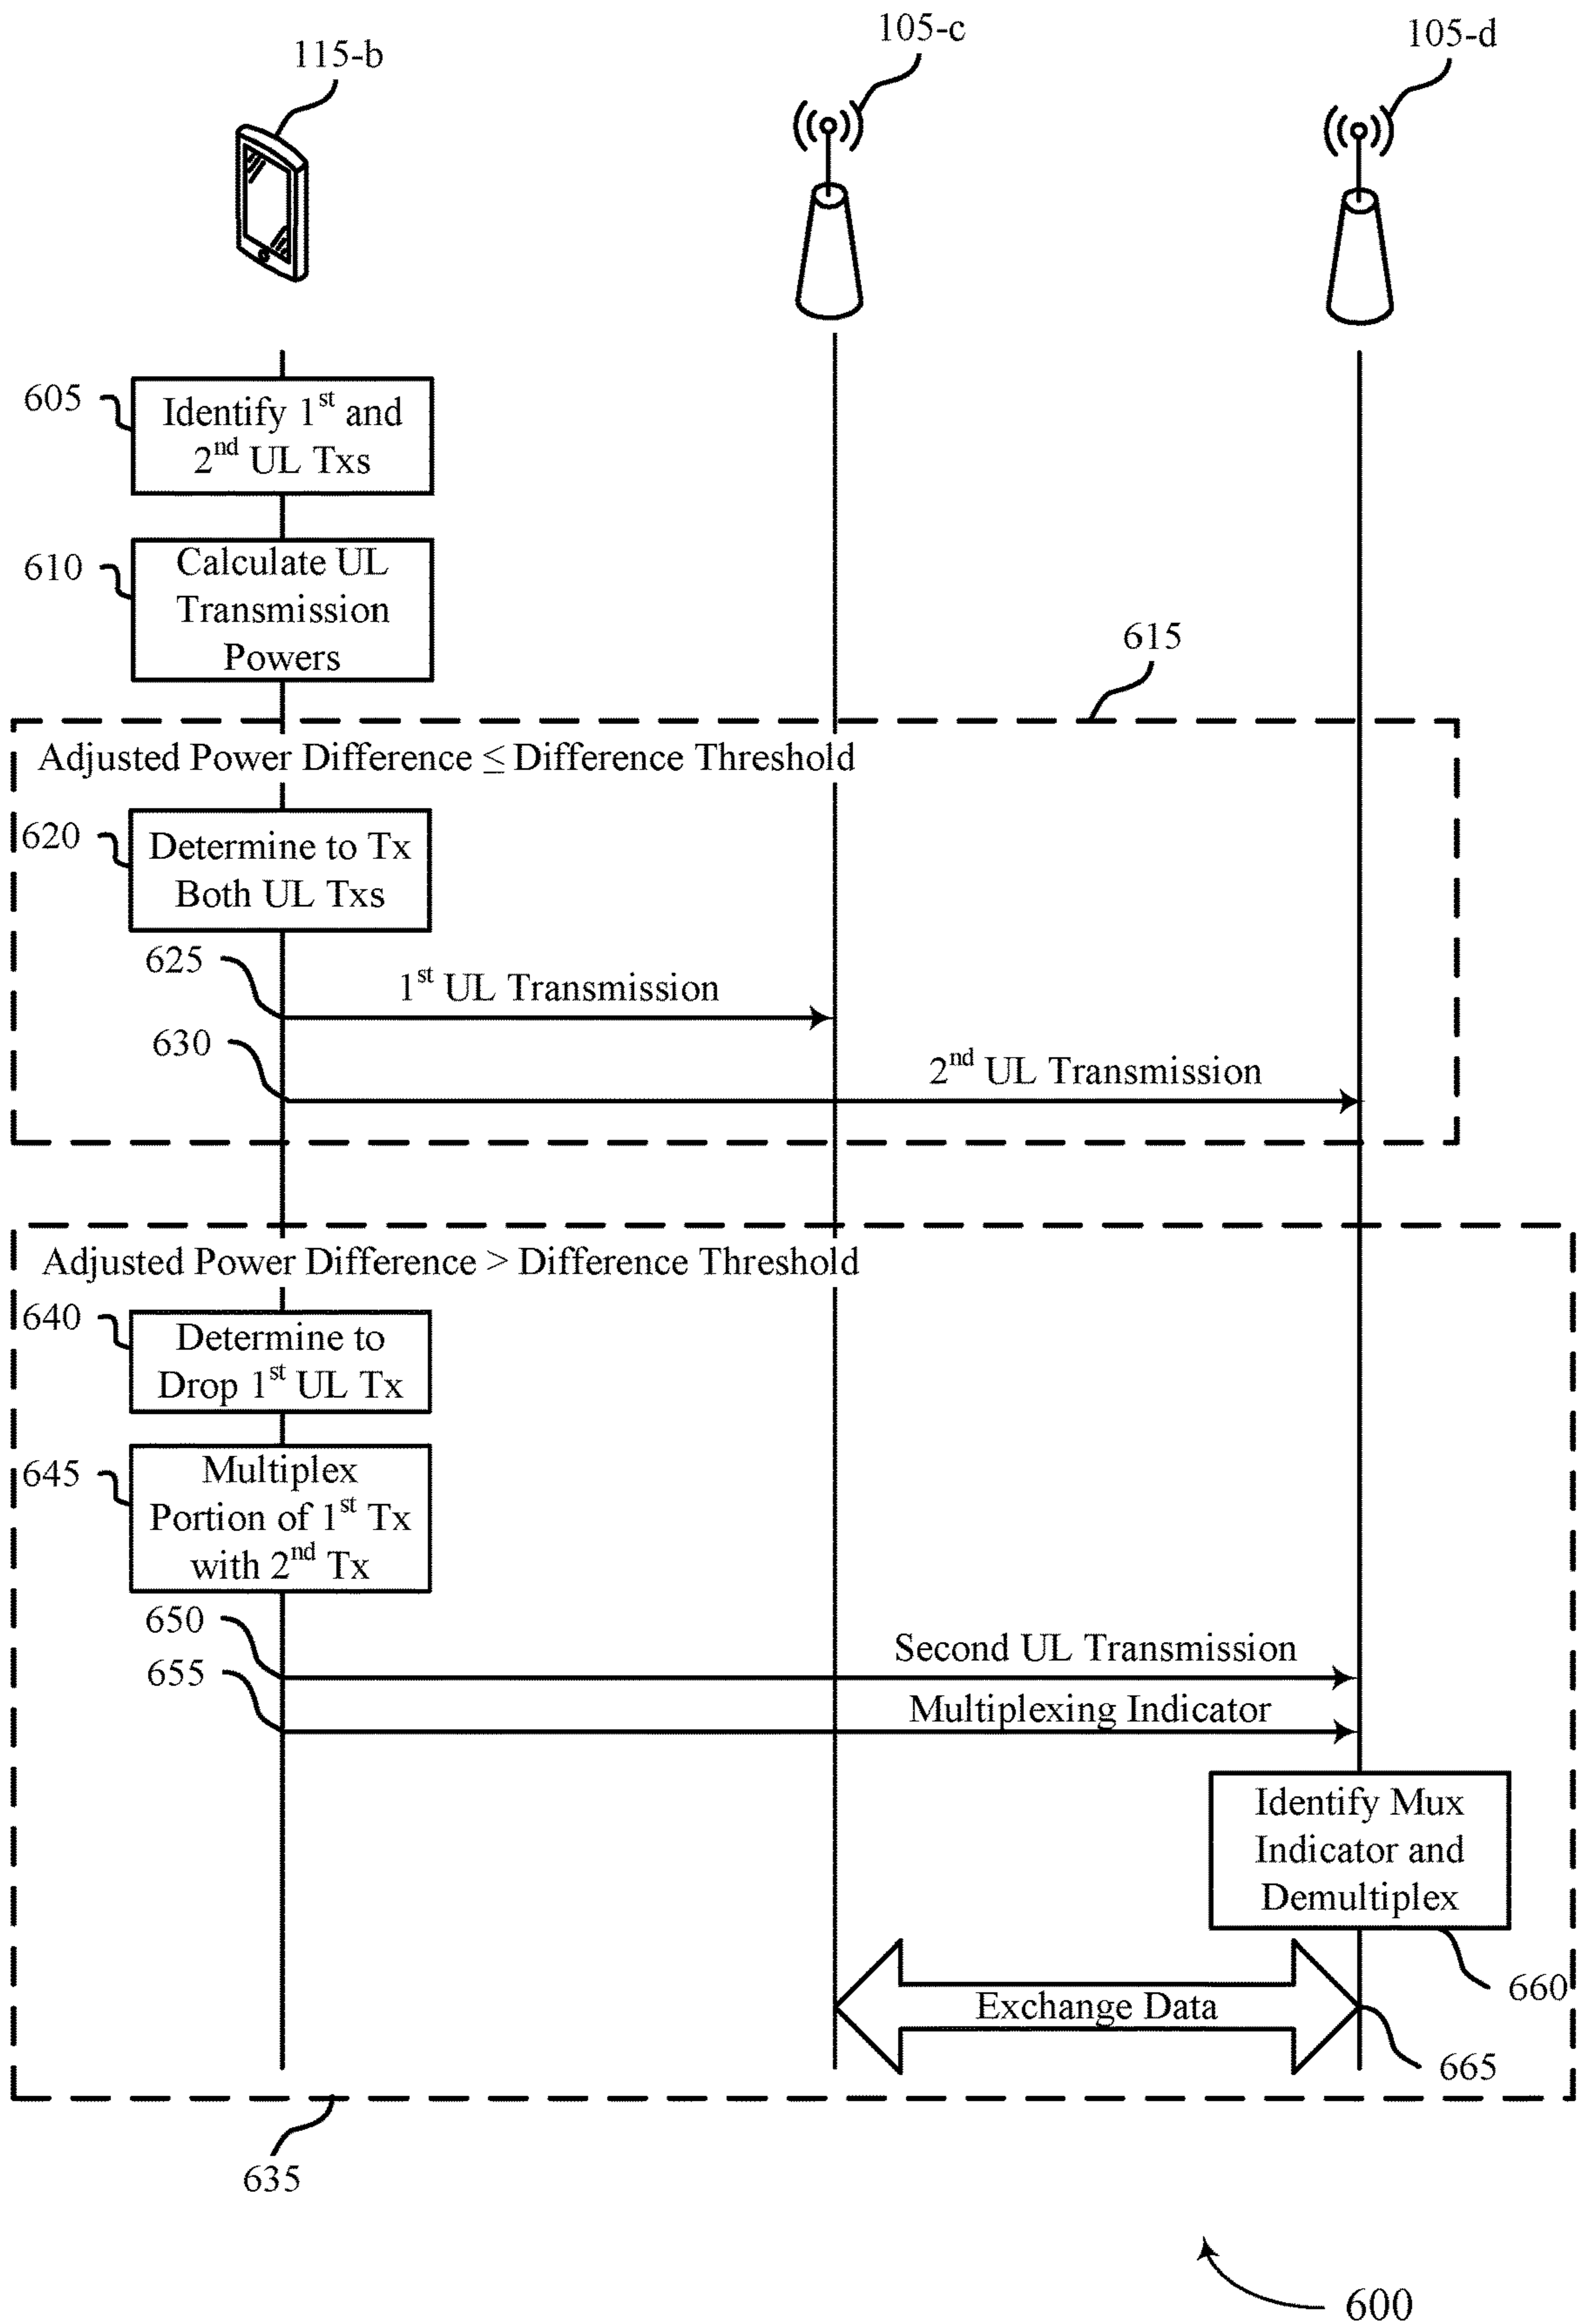 115-b
105-c
105-d
605
Identify 1st and
2nd UL Txs
610
Calculate UL
Transmission
Powers
615
Adjusted Power Difference ≤ Difference Threshold
620
Determine to Tx
Both UL Txs
625
1st UL Transmission
630
2nd UL Transmission
Adjusted Power Difference > Difference Threshold
640
Determine to
Drop 1st UL Tx
645
Multiplex
Portion of 1st Tx
with 2nd Tx
650
Second UL Transmission
655
Multiplexing Indicator
Identify Mux
Indicator and
Demultiplex
660
Exchange Data
665
635
600